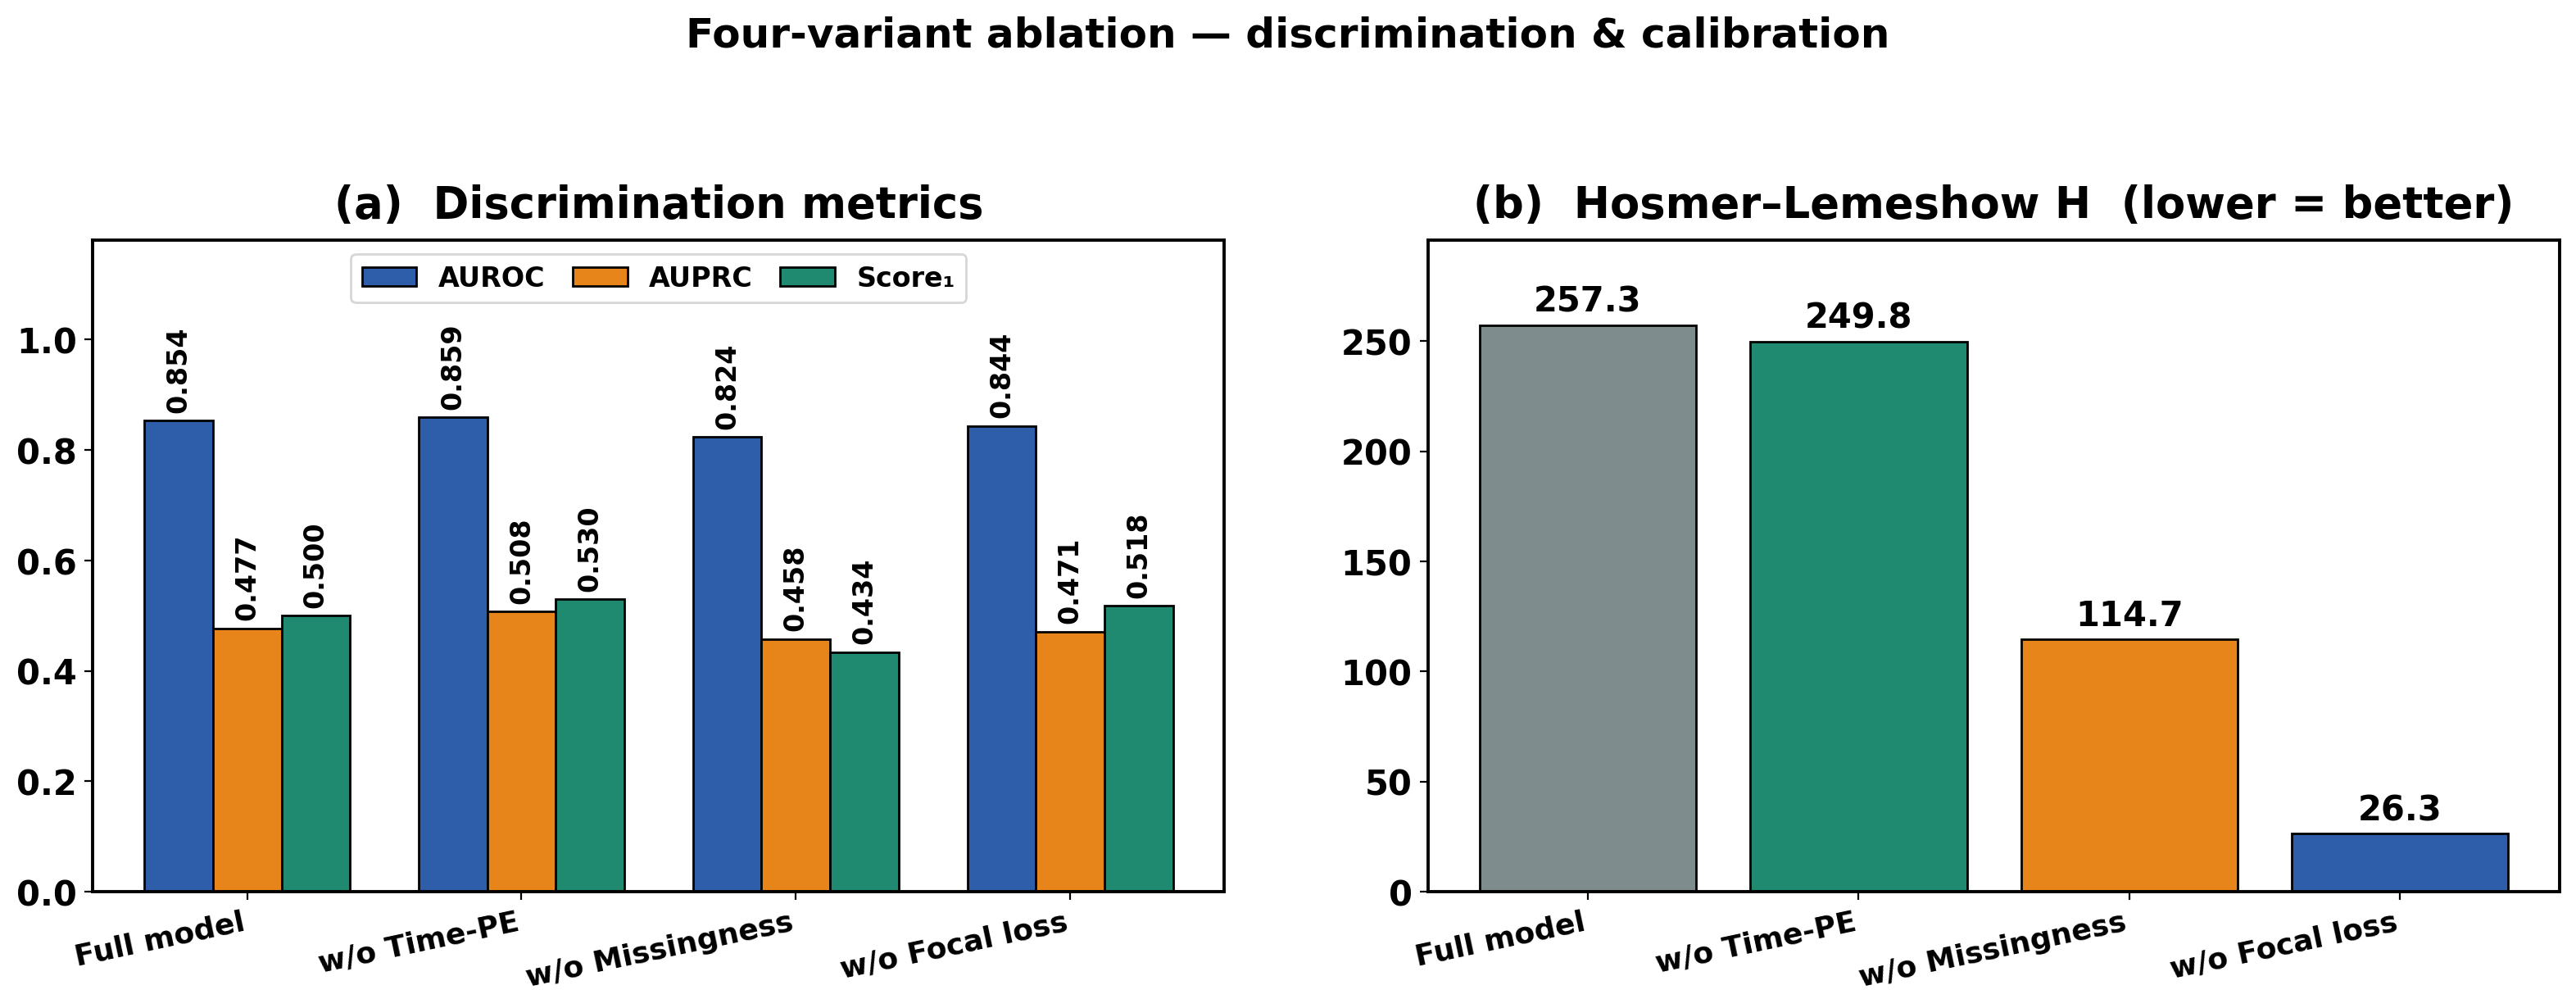 Four-variant ablation — discrimination & calibration
(a)  Discrimination metrics
AUROC AUPRC Score₁
1.0
0.8
0.6
0.4
0.2
0.0
0.854
0.477
0.500
0.859
0.508
0.530
0.824
0.458
0.434
0.844
0.471
0.518
Full model
w/o Time-PE
w/o Missingness
w/o Focal loss
(b)  Hosmer–Lemeshow H  (lower = better)
250
200
150
100
50
0
257.3
249.8
114.7
26.3
Full model
w/o Time-PE
w/o Missingness
w/o Focal loss